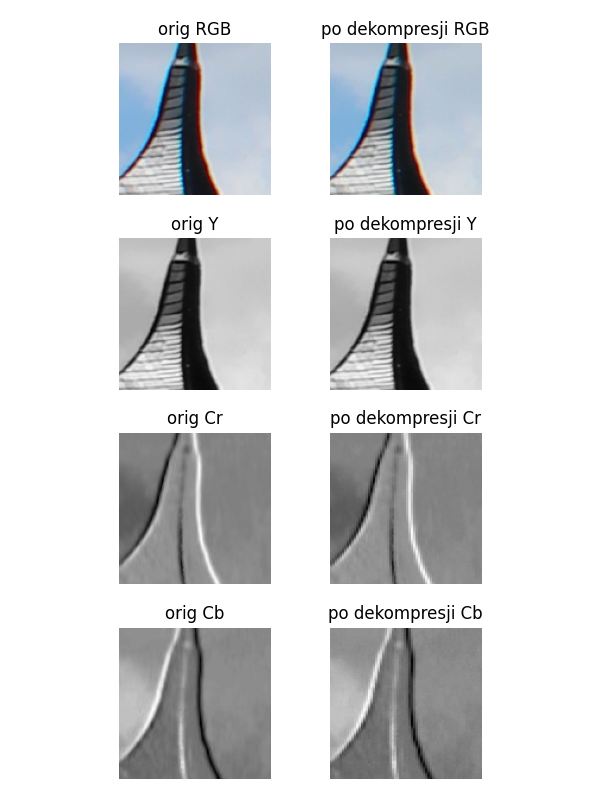 orig RGB
po dekompresji RGB
orig Y
po dekompresji Y
orig Cr
po dekompresji Cr
orig Cb
po dekompresji Cb